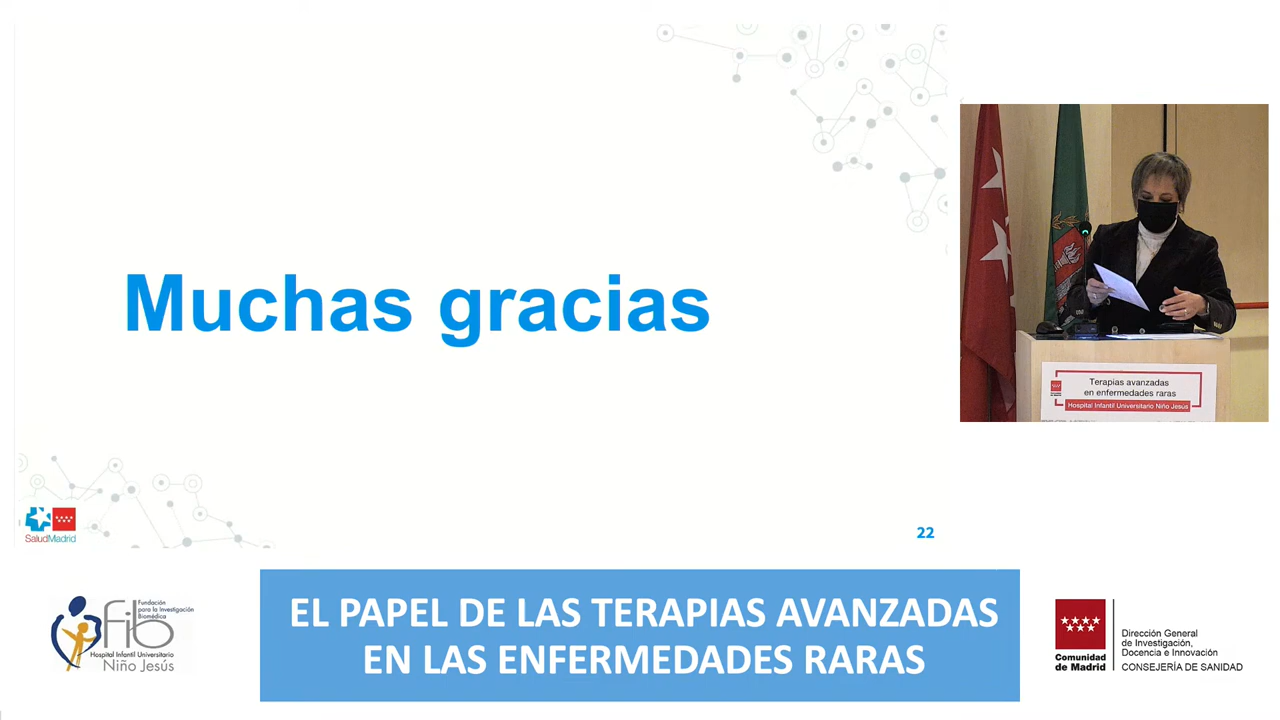 Muchas gracias
SaludMadrid
22
Terapias avanzadas
en enfermedades raras
Hospital Infantil Universitario Niño Jesús
fib
Fundación
para la Investigación
Biomédica
Hospital Infantil Universitario
Niño Jesús
EL PAPEL DE LAS TERAPIAS AVANZADAS
EN LAS ENFERMEDADES RARAS
Comunidad
de Madrid
Dirección General
de Investigación,
Docencia e Innovación
CONSEJERÍA DE SANIDAD